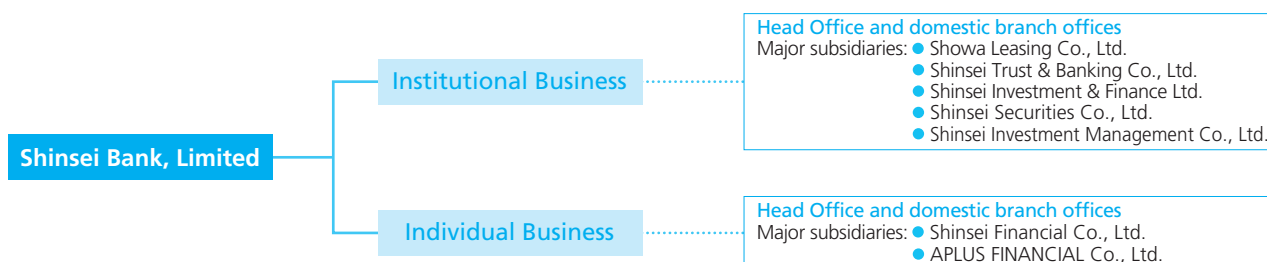 Head Office and domestic branch offices
Major subsidiaries: ● Showa Leasing Co., Ltd.
● Shinsei Trust & Banking Co., Ltd.
Institutional Business
● Shinsei Investment & Finance Ltd.
● Shinsei Securities Co., Ltd.
● Shinsei Investment Management Co., Ltd.
Shinsei Bank, Limited
Head Office and domestic branch offices
Individual Business
Major subsidiaries: ● Shinsei Financial Co., Ltd.
● APLUS FINANCIAL Co., Ltd.